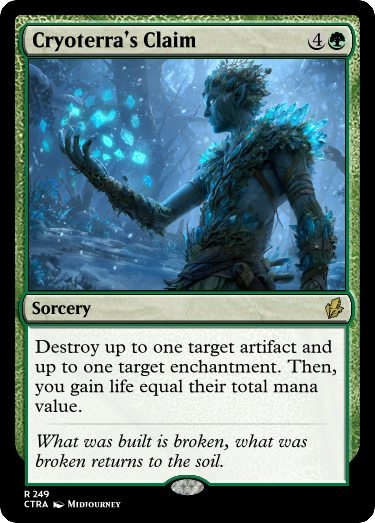 Cryoterra's Claim 4
Sorcery
Destroy up to one target artifact and
up to one target enchantment. Then,
you gain life equal their total mana
value.
What was built is broken, what was
broken returns to the soil.
R 249
CTRA Midjourney